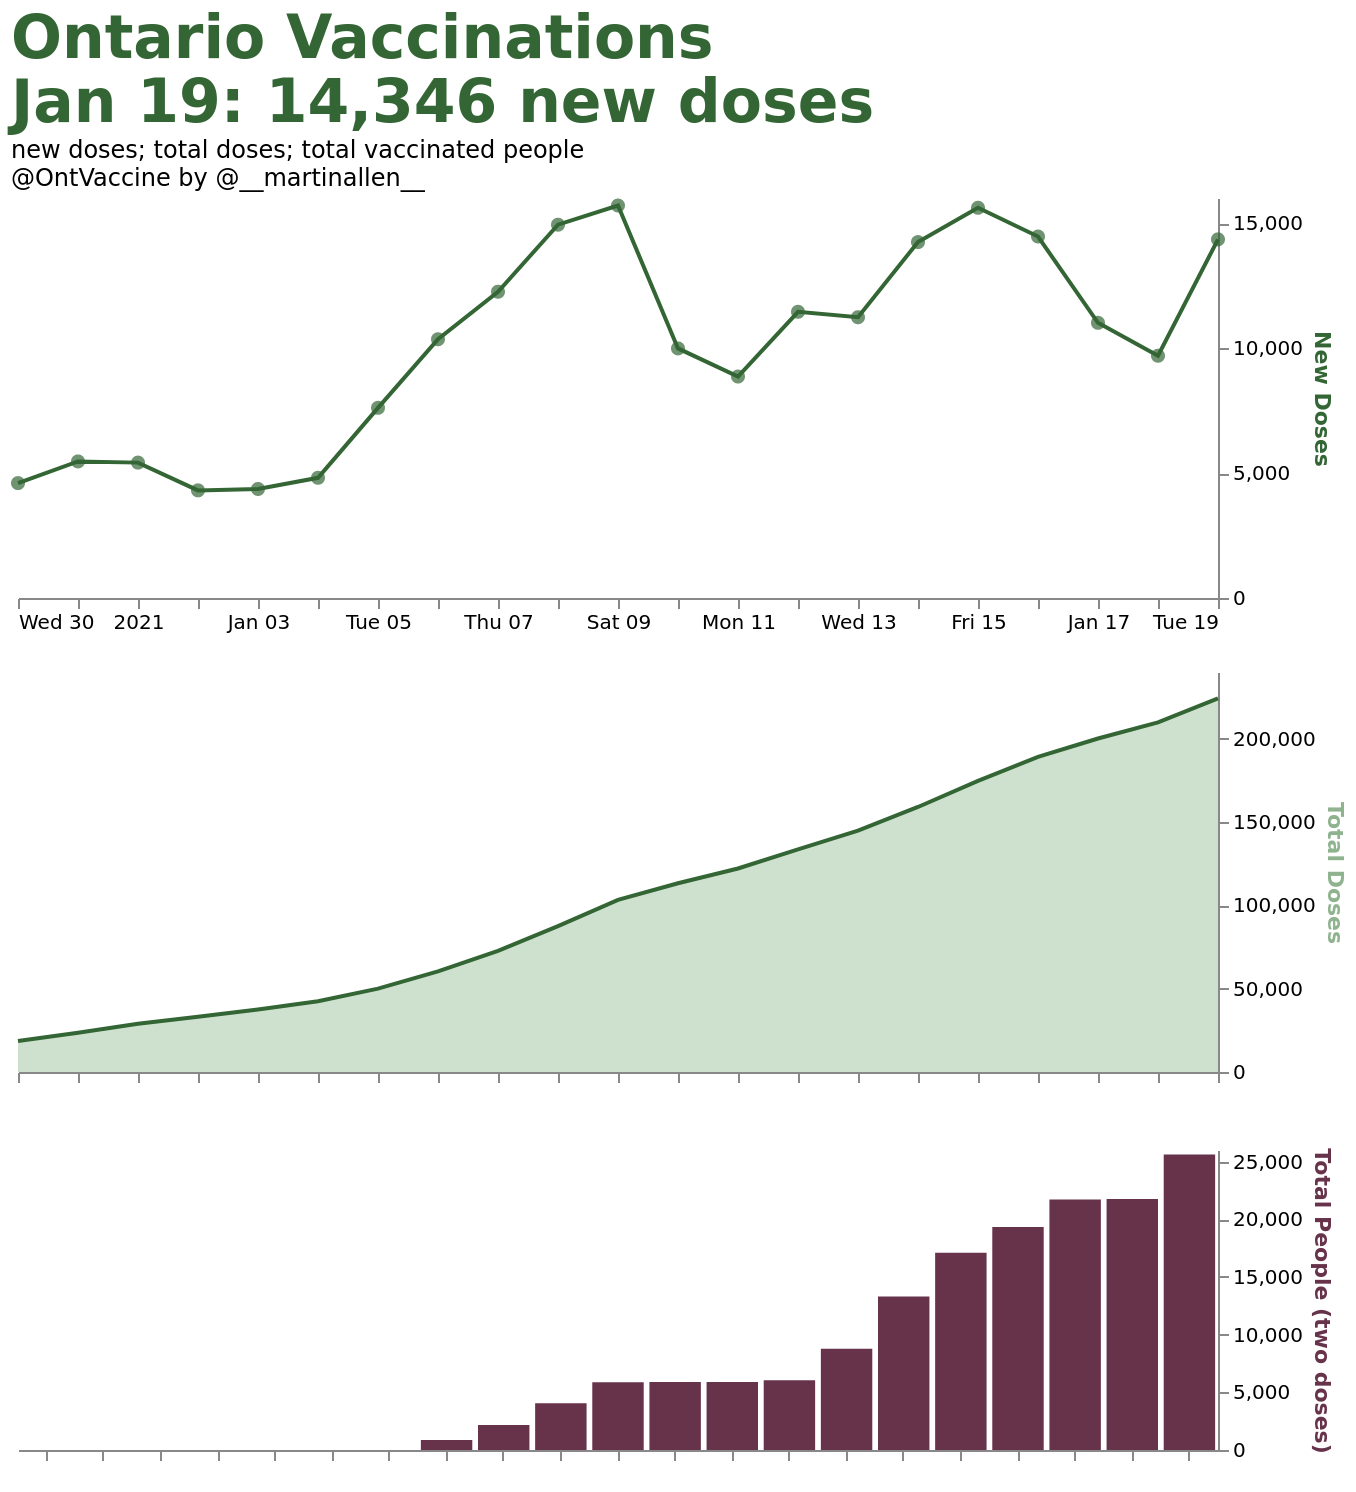 Ontario Vaccinations
Jan 19: 14,346 new doses
new doses; total doses; total vaccinated people
@OntVaccine by @__martinallen__
15,000
10,000
5,000
0
New Doses
Wed 30 2021 Jan 03 Tue 05 Thu 07 Sat 09 Mon 11 Wed 13 Fri 15 Jan 17 Tue 19
200,000
150,000
100,000
50,000
0
Total Doses
25,000
20,000
15,000
10,000
5,000
0
Total People (two doses)